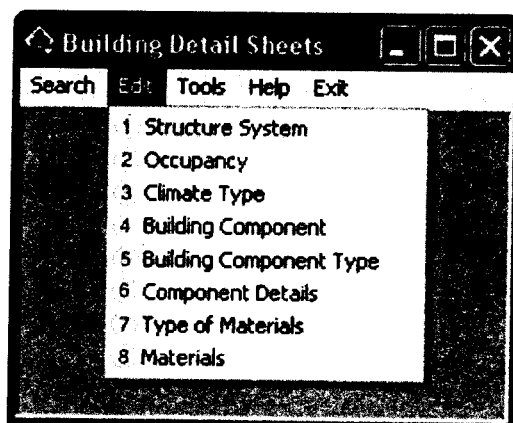 Building Detail Sheets
Search Edit Tools Help Exit
1 Structure System
2 Occupancy
3 Climate Type
4 Building Component
5 Building Component Type
6 Component Details
7 Type of Materials
8 Materials